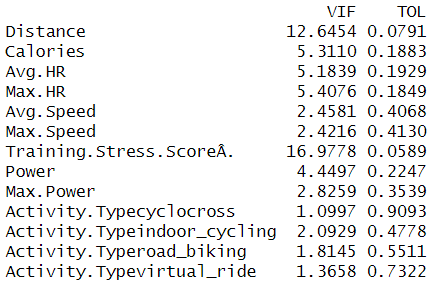 VIF TOL
Distance 12.6454 0.0791
Calories 5.3110 0.1883
Avg.HR 5.1839 0.1929
Max.HR 5.4076 0.1849
Avg.Speed 2.4581 0.4068
Max.Speed 2.4216 0.4130
Training.Stress.ScoreÂ. 16.9778 0.0589
Power 4.4497 0.2247
Max.Power 2.8259 0.3539
Activity.Typecyclocross 1.0997 0.9093
Activity.Typeindoor_cycling 2.0929 0.4778
Activity.Typeroad_biking 1.8145 0.5511
Activity.Typevirtual_ride 1.3658 0.7322